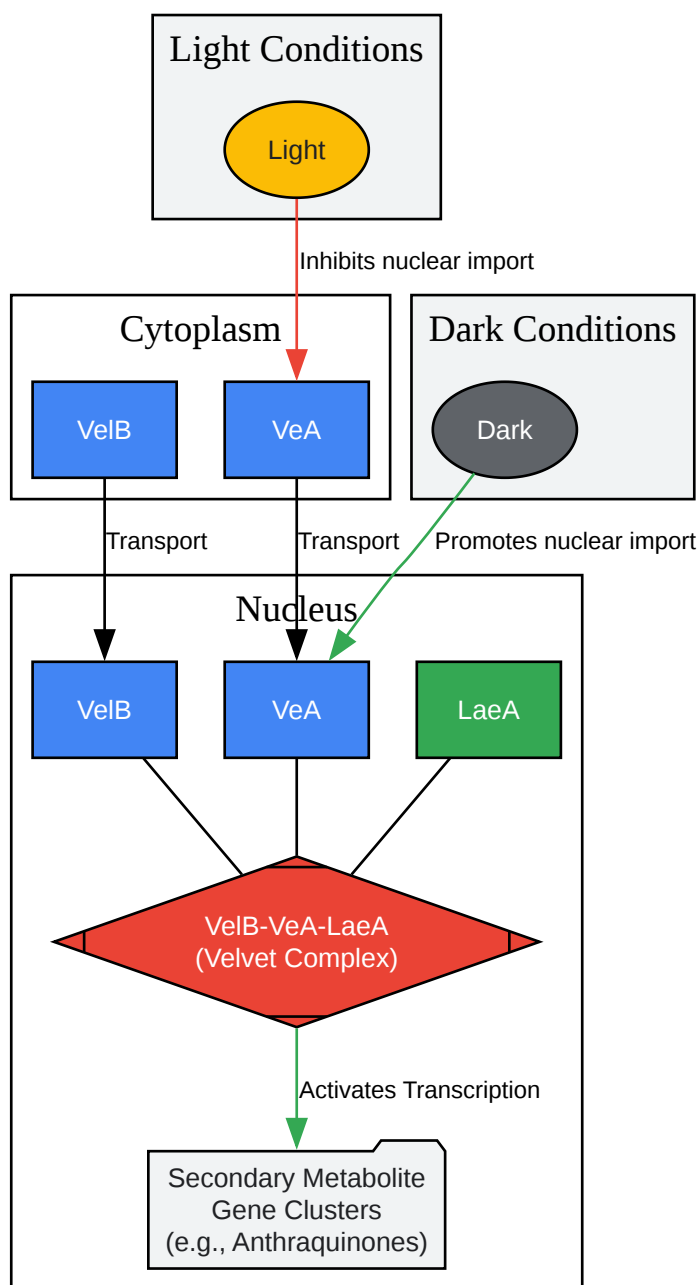 Light Conditions
Light
Inhibits nuclear import
Cytoplasm
Dark Conditions
VelB
VeA
Dark
Transport
Transport
Promotes nuclear import
Nucleus
VelB
VeA
LaeA
VelB-VeA-LaeA
(Velvet Complex)
Activates Transcription
Secondary Metabolite
Gene Clusters
(e.g., Anthraquinones)